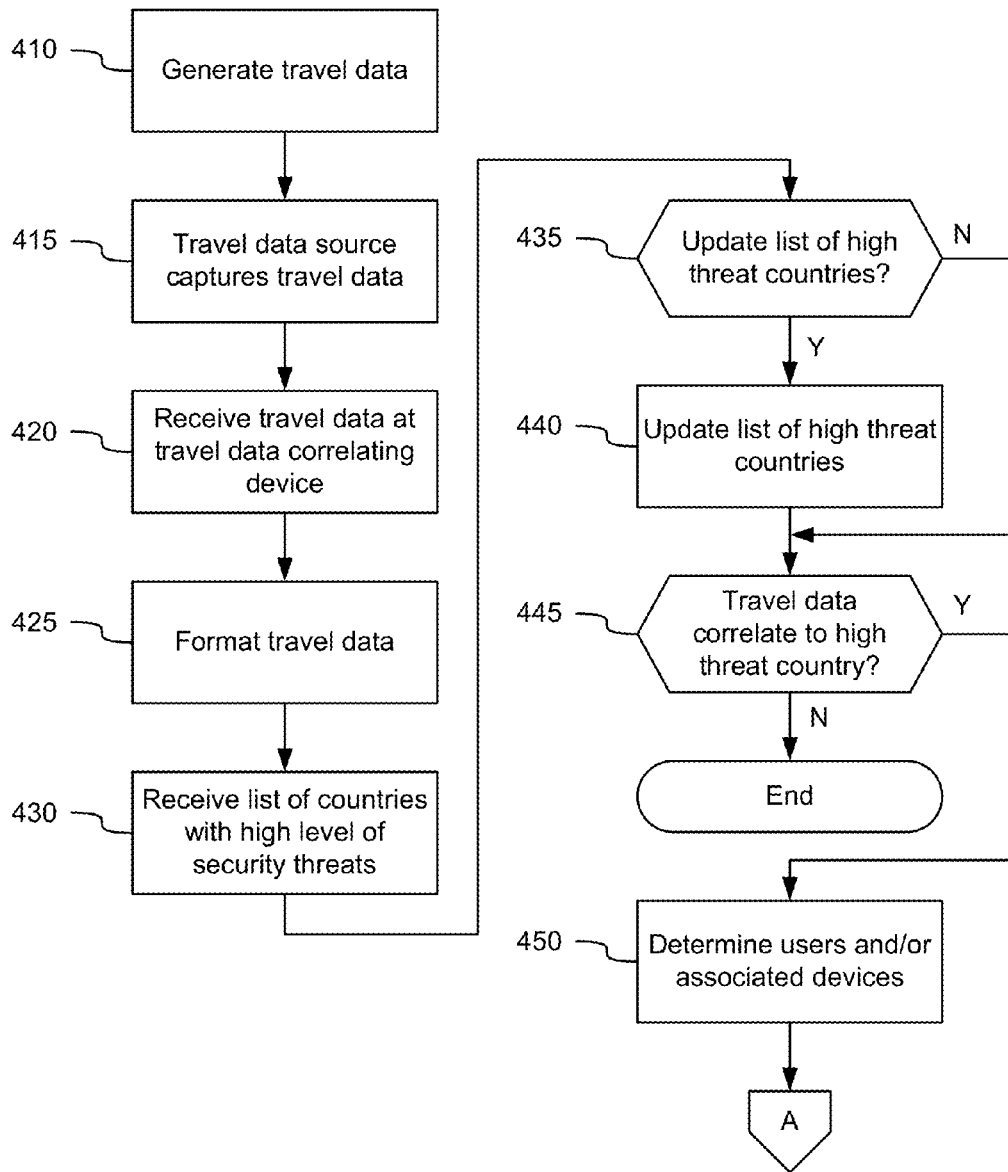 410
Generate travel data
415
Travel data source
captures travel data
420
Receive travel data at
travel data correlating
device
425
Format travel data
430
Receive list of countries
with high level of
security threats
435
Update list of high
threat countries?
N
Y
440
Update list of high threat
countries
445
Travel data
correlate to high
threat country?
Y
N
End
450
Determine users and/or
associated devices
A